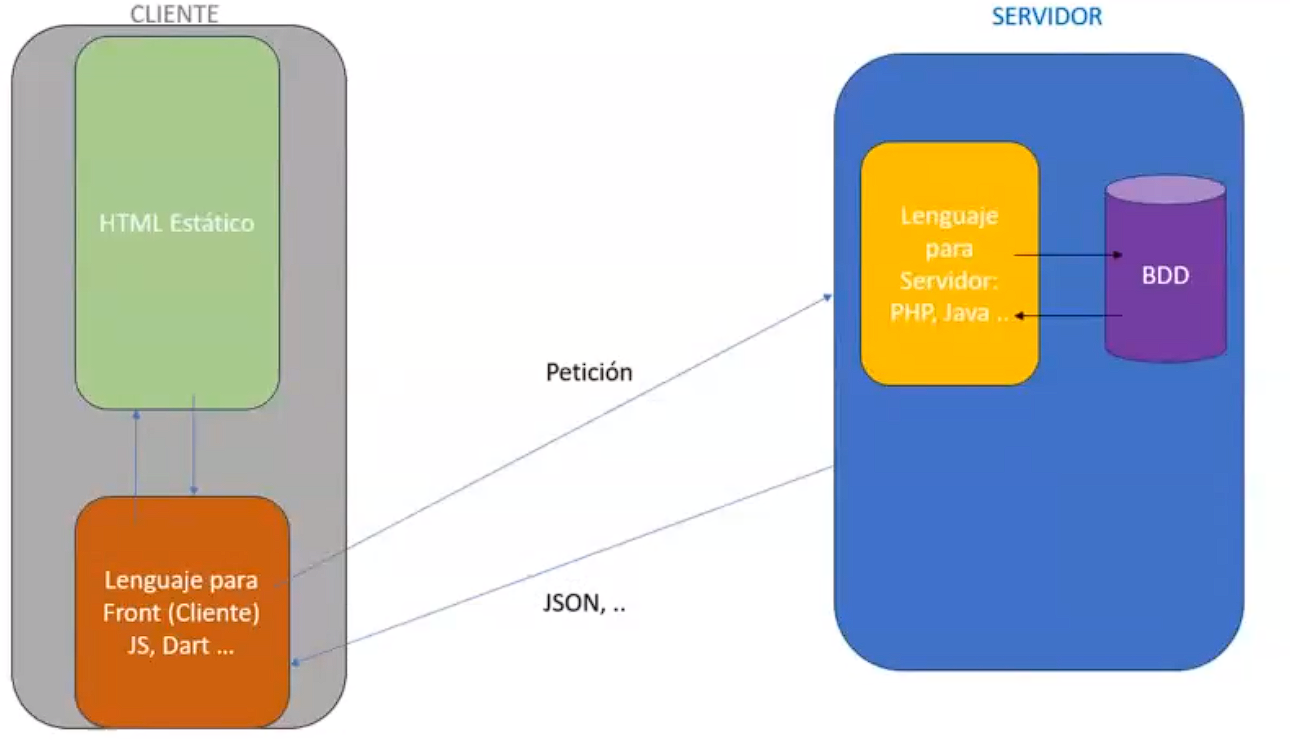 CLIENTE
HTML Estático
Lenguaje para
Front (Cliente)
JS, Dart ...
Petición
JSON, ..
SERVIDOR
Lenguaje
para
Servidor:
PHP, Java ..
BDD